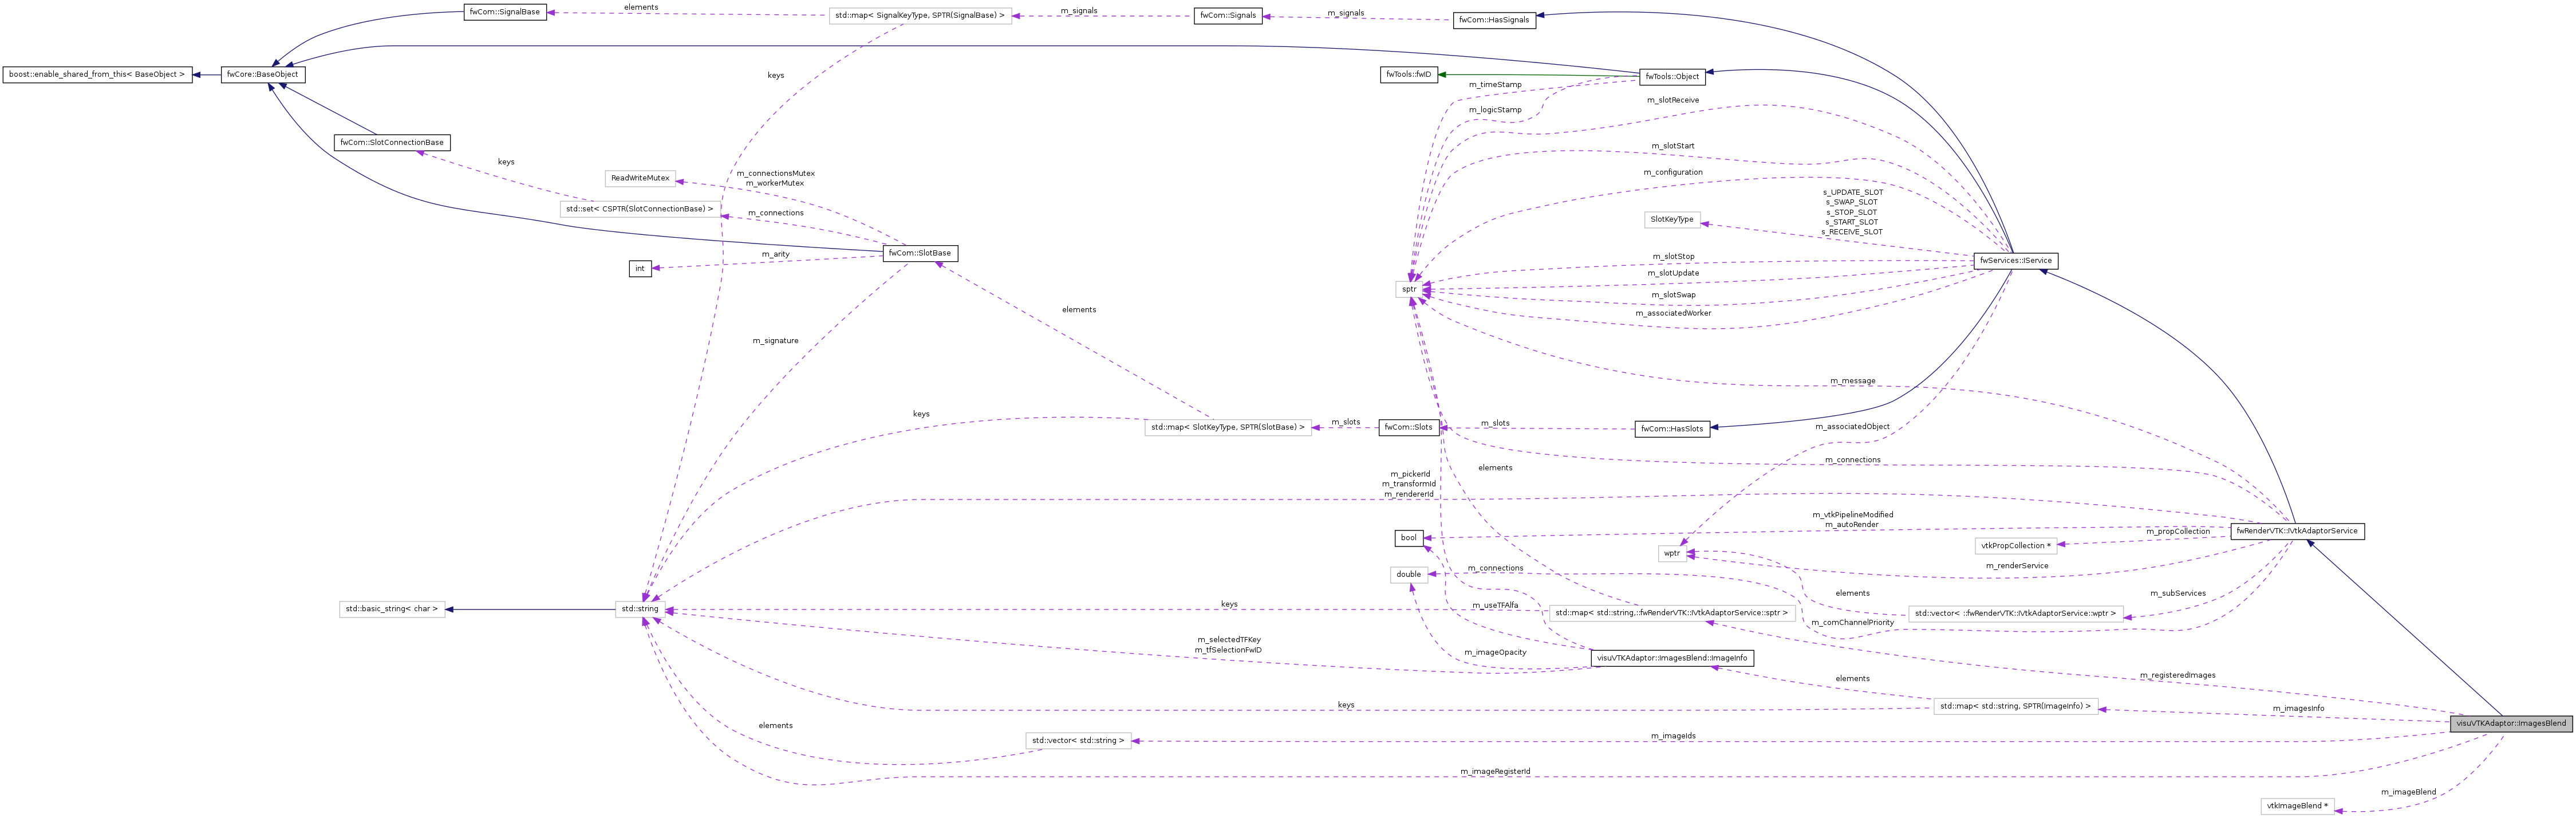 fwCom::SignalBase
elements
std::map< SignalKeyType, SPTR(SignalBase) >
m_signals
fwCom::Signals
m_signals
fwCom::HasSignals
boost::enable_shared_from_this< BaseObject >
fwCore::BaseObject
keys
fwTools::fwID
fwTools::Object
m_timeStamp
m_logicStamp
m_slotReceive
fwCom::SlotConnectionBase
keys
m_slotStart
ReadWriteMutex
m_connectionsMutex
m_workerMutex
m_configuration
std::set< CSPTR(SlotConnectionBase) >
m_connections
SlotKeyType
s_UPDATE_SLOT
s_SWAP_SLOT
s_STOP_SLOT
s_START_SLOT
s_RECEIVE_SLOT
fwCom::SlotBase
m_arity
int
m_slotStop
fwServices::IService
m_slotUpdate
sptr
m_slotSwap
m_associatedWorker
elements
m_signature
m_message
keys
std::map< SlotKeyType, SPTR(SlotBase) >
m_slots
fwCom::Slots
m_slots
fwCom::HasSlots
m_associatedObject
elements
m_connections
m_pickerId
m_transformId
m_rendererId
m_vtkPipelineModified
m_autoRender
bool
m_propCollection
fwRenderVTK::IVtkAdaptorService
vtkPropCollection *
wptr
m_renderService
double
m_connections
elements
m_subServices
std::basic_string< char >
std::string
keys
m_useTFAlfa
std::map< std::string,::fwRenderVTK::IVtkAdaptorService::sptr >
std::vector< ::fwRenderVTK::IVtkAdaptorService::wptr >
m_comChannelPriority
m_selectedTFKey
m_tfSelectionFwID
m_imageOpacity
visuVTKAdaptor::ImagesBlend::ImageInfo
m_registeredImages
elements
keys
std::map< std::string, SPTR(ImageInfo) >
m_imagesInfo
visuVTKAdaptor::ImagesBlend
elements
std::vector< std::string >
m_imageIds
m_imageRegisterId
m_imageBlend
vtkImageBlend *